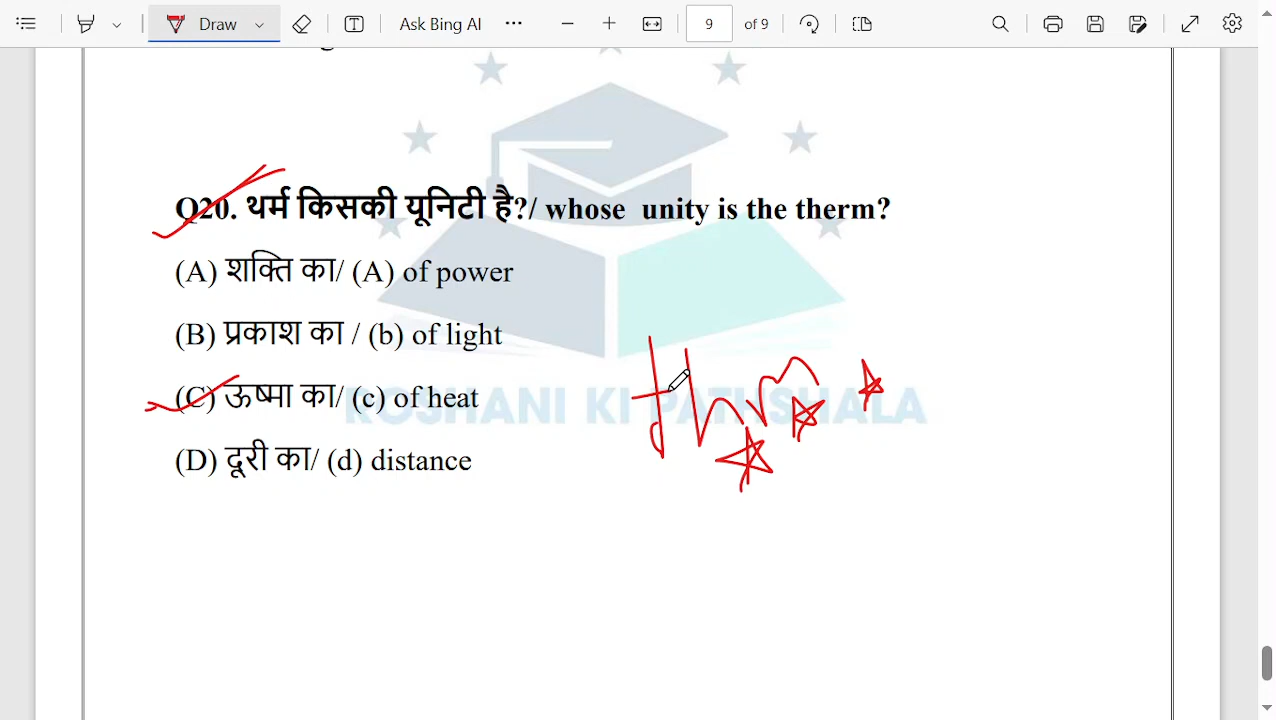 Draw
Ask Bing AI
9 of 9
Q20. थर्म किसकी यूनिटी है?/ whose unity is the therm?
(A) शक्ति का/ (A) of power
(B) प्रकाश का / (b) of light
(C) ऊष्मा का/ (c) of heat
thrm
ROSHANI KI PATHSHALA
(D) दूरी का/ (d) distance